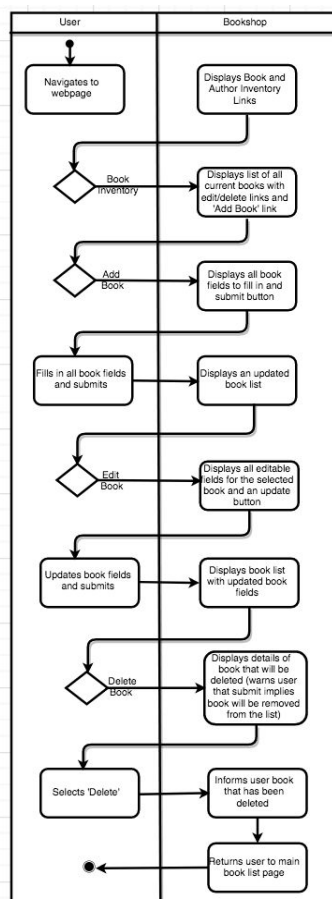 User
Bookshop
Navigates to
webpage
Displays Book and
Author Inventory
Links
Book
Inventory
Displays list of all
current books with
edit/delete links and
'Add Book' link
Add
Book
Displays all book
fields to fill in and
submit button
Fills in all book fields
and submits
Displays an updated
book list
Edit
Book
Displays all editable
fields for the selected
book and an update
button
Updates book fields
and submits
Displays book list
with updated book
fields
Delete
Book
Displays details of
book that will be
deleted (warns user
that submit implies
book will be removed
from the list)
Selects 'Delete'
Informs user book
that has been
deleted
Returns user to main
book list page